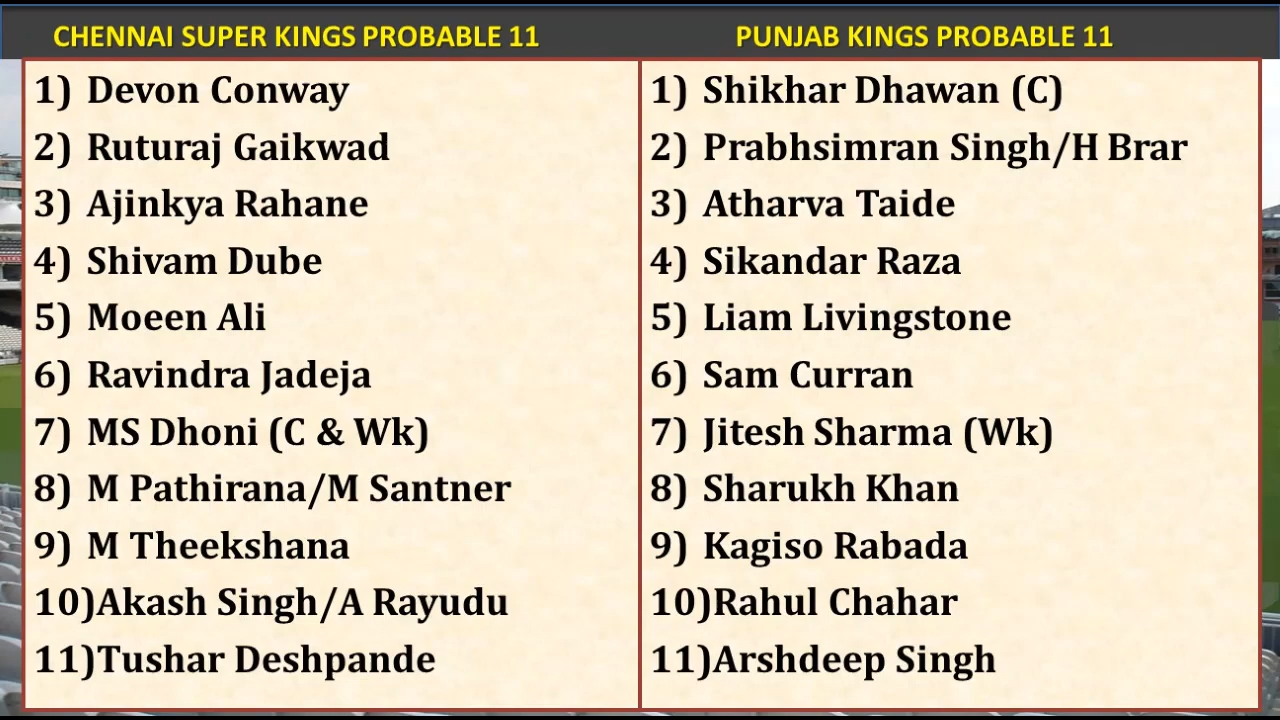 CHENNAI SUPER KINGS PROBABLE 11
1) Devon Conway
2) Ruturaj Gaikwad
3) Ajinkya Rahane
4) Shivam Dube
5) Moeen Ali
6) Ravindra Jadeja
7) MS Dhoni (C & Wk)
8) M Pathirana/M Santner
9) M Theekshana
10)Akash Singh/A Rayudu
11)Tushar Deshpande
PUNJAB KINGS PROBABLE 11
1) Shikhar Dhawan (C)
2) Prabhsimran Singh/H Brar
3) Atharva Taide
4) Sikandar Raza
5) Liam Livingstone
6) Sam Curran
7) Jitesh Sharma (Wk)
8) Sharukh Khan
9) Kagiso Rabada
10)Rahul Chahar
11)Arshdeep Singh